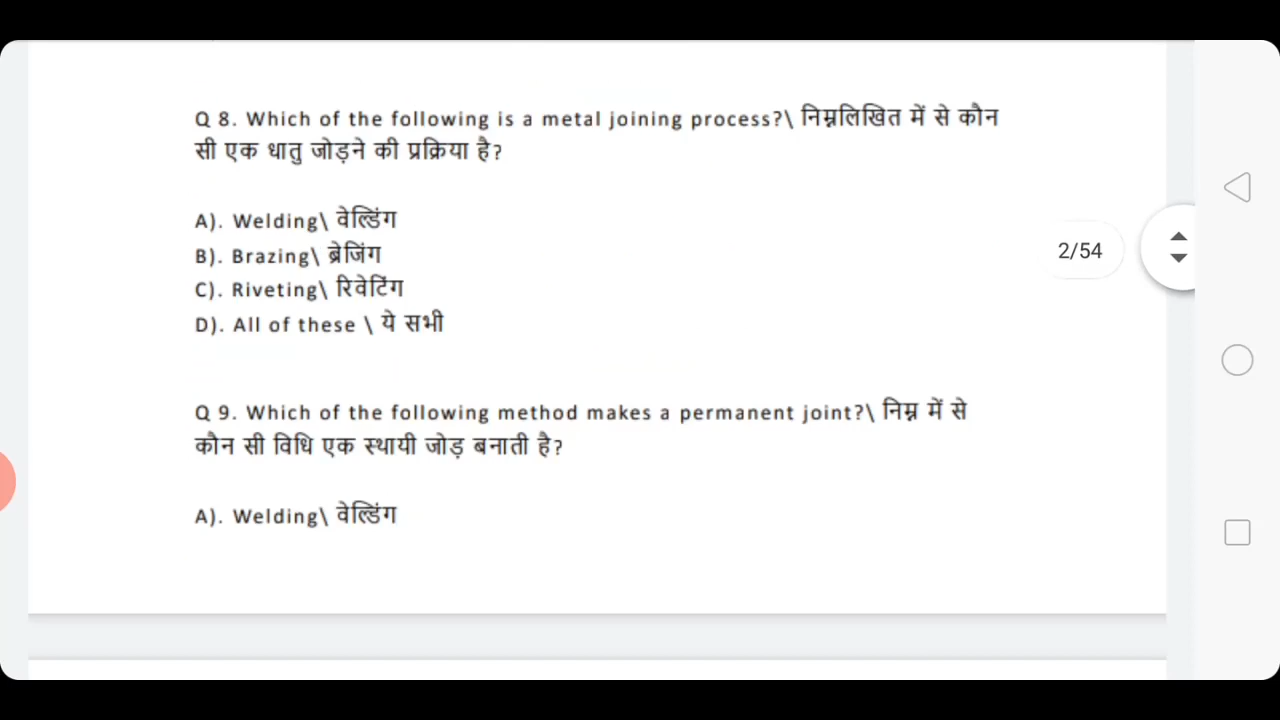 Q 8. Which of the following is a metal joining process?\ निम्नलिखित में से कौन
सी एक धातु जोड़ने की प्रक्रिया है?
A). Welding\ वेल्डिंग
B). Brazing\ ब्रेजिंग
C). Riveting\ रिवेटिंग
D). All of these \ ये सभी
2/54
Q 9. Which of the following method makes a permanent joint?\ निम्न में से
कौन सी विधि एक स्थायी जोड़ बनाती है?
A). Welding\ वेल्डिंग